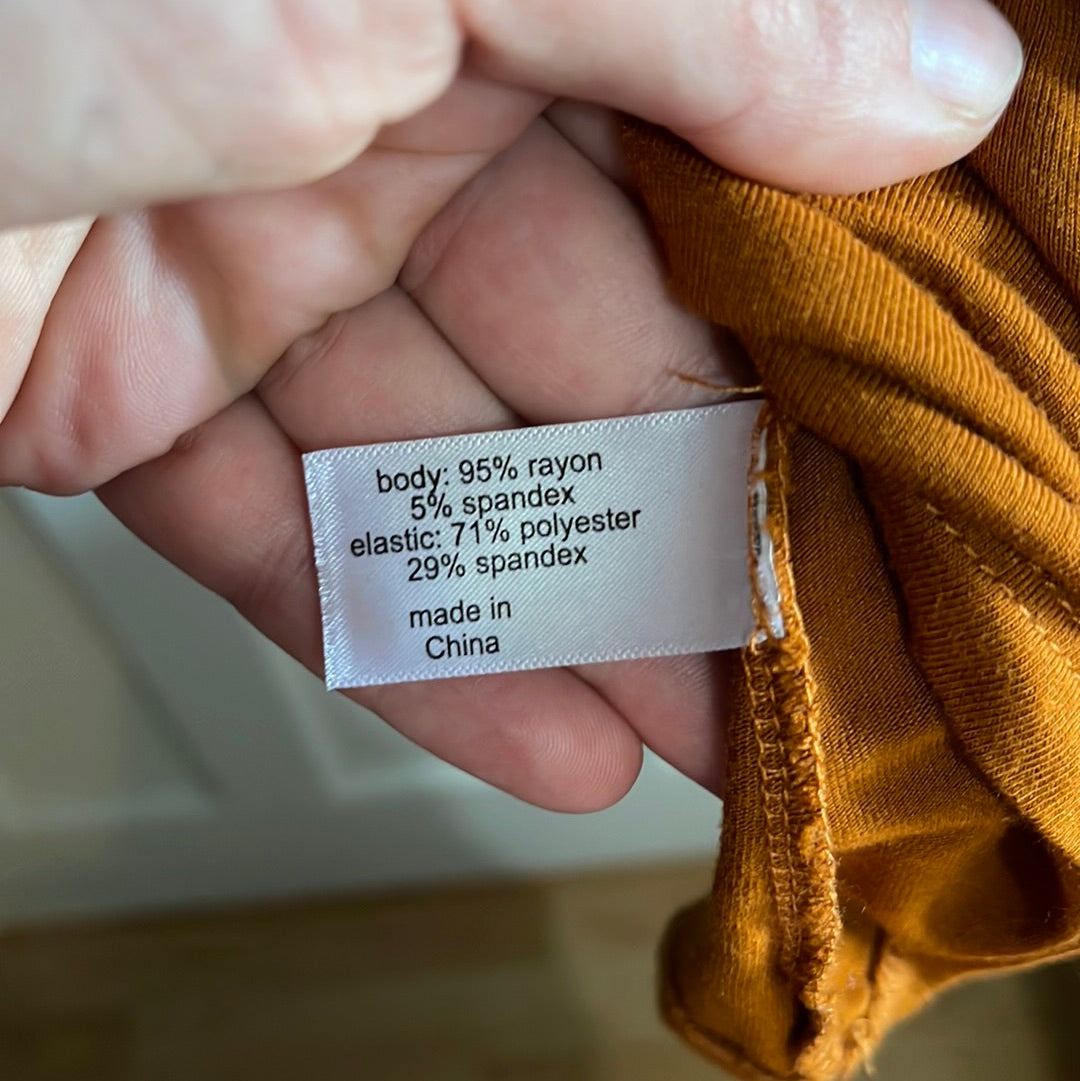 body: 95% rayon
5% spandex
elastic: 71% polyester
29% spandex
made in
China